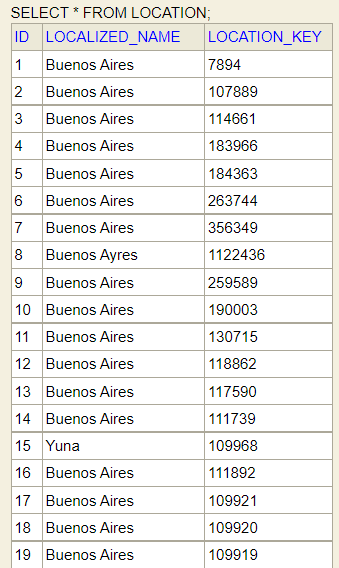 SELECT * FROM LOCATION;
ID LOCALIZED_NAME LOCATION_KEY
1 Buenos Aires 7894
2 Buenos Aires 107889
3 Buenos Aires 114661
4 Buenos Aires 183966
5 Buenos Aires 184363
6 Buenos Aires 263744
7 Buenos Aires 356349
8 Buenos Ayres 1122436
9 Buenos Aires 259589
10 Buenos Aires 190003
11 Buenos Aires 130715
12 Buenos Aires 118862
13 Buenos Aires 117590
14 Buenos Aires 111739
15 Yuna 109968
16 Buenos Aires 111892
17 Buenos Aires 109921
18 Buenos Aires 109920
19 Buenos Aires 109919